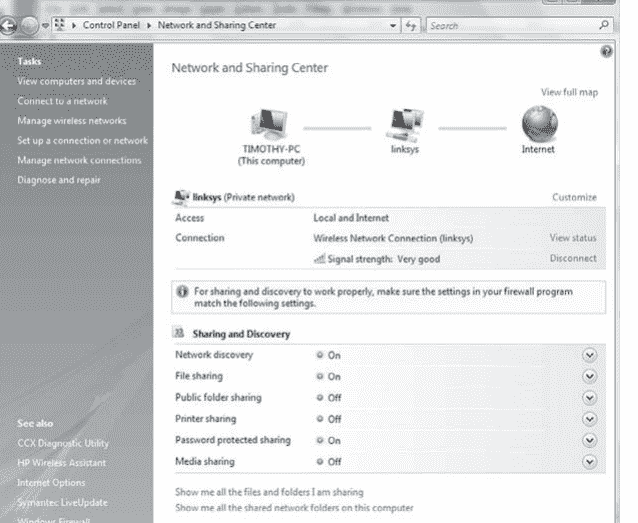 Control Panel
Network and Sharing Center
Search
Tasks
View computers and devices
Connect to a network
Manage wireless networks
Set up a connection or network
Manage network connections
Diagnose and repair
See also
CCX Diagnostic Utility
HP Wireless Assistant
Internet Options
Symantec LiveUpdate
Windows Firewall
Network and Sharing Center
View full map
TIMOTHY-PC
(This computer)
linksys
Internet
linksys (Private network)
Customize
Access
Local and Internet
Connection
Wireless Network Connection (linksys)
View status
Signal strength: Very good
Disconnect
For sharing and discovery to work properly, make sure the settings in your firewall program
match the following settings.
Sharing and Discovery
Network discovery
On
File sharing
On
Public folder sharing
Off
Printer sharing
Off
Password protected sharing
On
Media sharing
Off
Show me all the files and folders I am sharing
Show me all the shared network folders on this computer